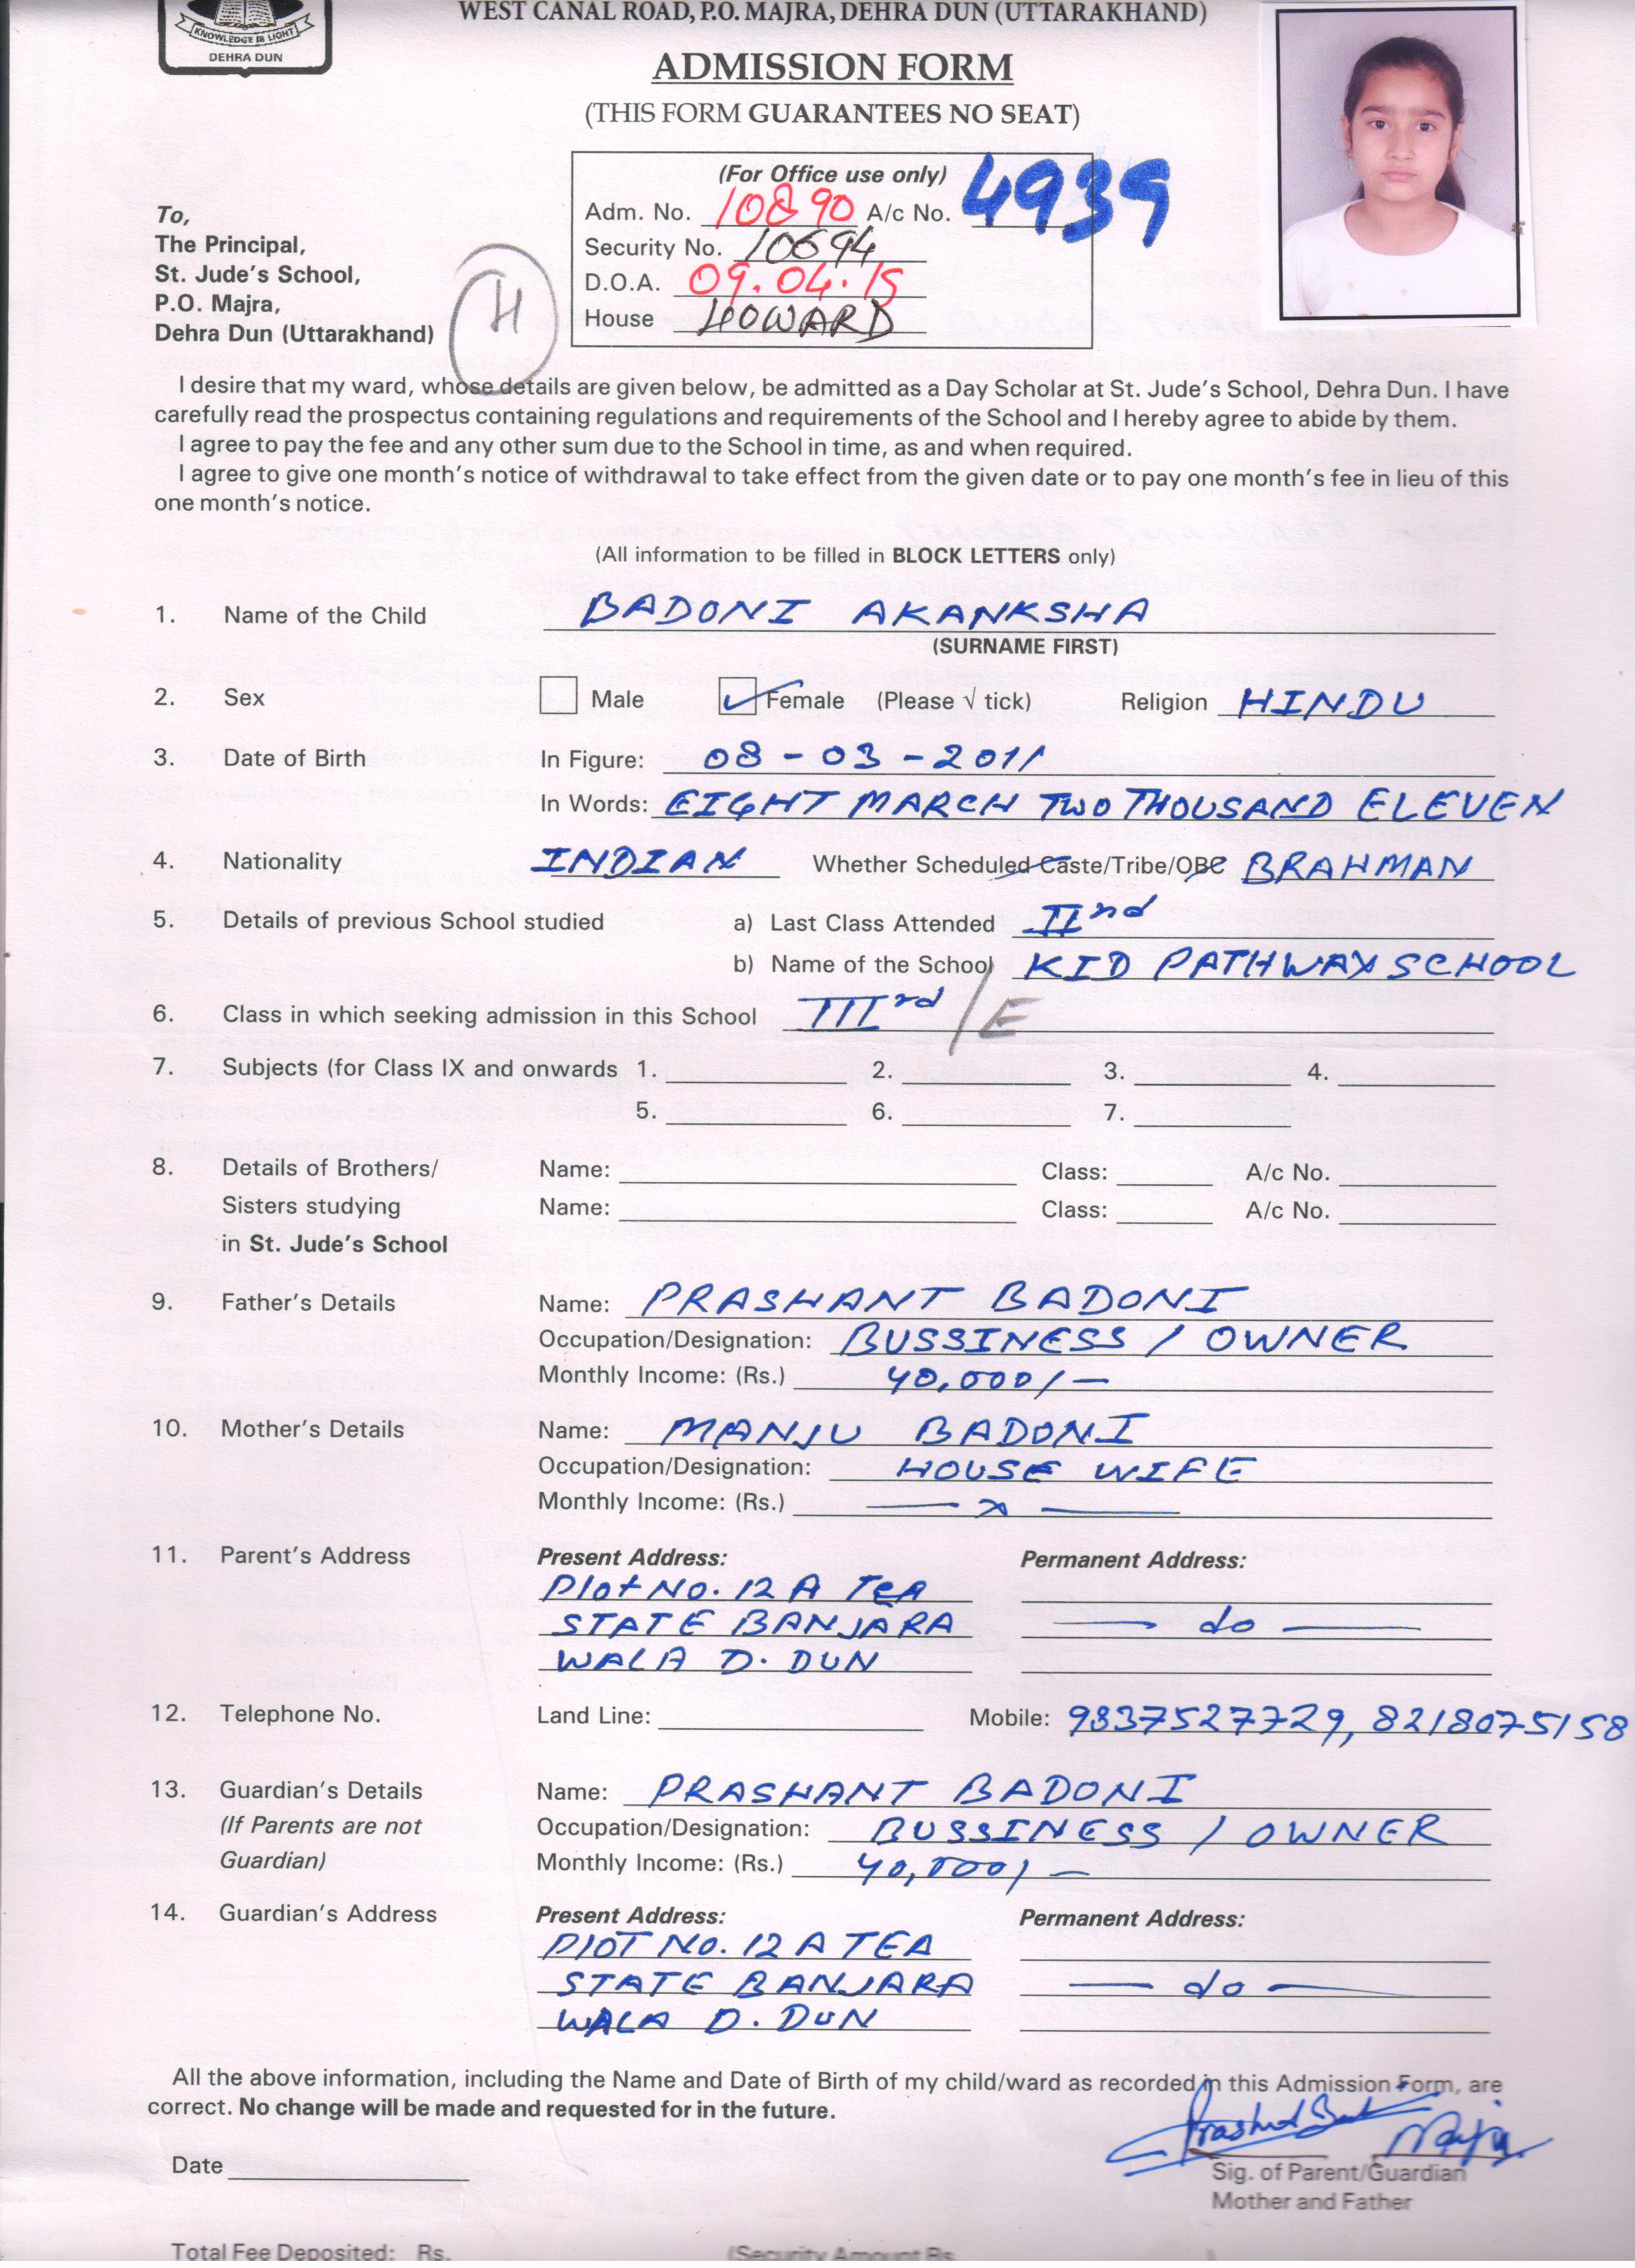 KNOWLEDGE IS LIGHT
DEHRA DUN
WEST CANAL ROAD, P.O. MAJRA, DEHRA DUN (UTTARAKHAND)
ADMISSION FORM
(THIS FORM GUARANTEES NO SEAT)
(For Office use only)
Adm. No. 10890 A/c No. 4939
Security No. 10694
D.O.A. 09.04.19
House HOWARD
To,
The Principal,
St. Jude's School,
P.O. Majra,
Dehra Dun (Uttarakhand)
H
I desire that my ward, whose details are given below, be admitted as a Day Scholar at St. Jude's School, Dehra Dun. I have
carefully read the prospectus containing regulations and requirements of the School and I hereby agree to abide by them.
I agree to pay the fee and any other sum due to the School in time, as and when required.
I agree to give one month's notice of withdrawal to take effect from the given date or to pay one month's fee in lieu of this
one month's notice.
(All information to be filled in BLOCK LETTERS only)
1. Name of the Child BADONI AKANKSHA
(SURNAME FIRST)
2. Sex Male ✓ Female (Please √ tick) Religion HINDU
3. Date of Birth In Figure: 08 - 03 - 2011
In Words: EIGHT MARCH TWO THOUSAND ELEVEN
4. Nationality INDIAN Whether Scheduled Caste/Tribe/OBC BRAHMAN
5. Details of previous School studied a) Last Class Attended IInd
b) Name of the School KID PATHWAY SCHOOL
6. Class in which seeking admission in this School IIIrd / E
7. Subjects (for Class IX and onwards 1. 2. 3. 4.
5. 6. 7.
8. Details of Brothers/ Name: Class: A/c No.
Sisters studying Name: Class: A/c No.
in St. Jude's School
9. Father's Details Name: PRASHANT BADONI
Occupation/Designation: BUSSINESS / OWNER
Monthly Income: (Rs.) 40,000/-
10. Mother's Details Name: MANJU BADONI
Occupation/Designation: HOUSE WIFE
Monthly Income: (Rs.) — x —
11. Parent's Address Present Address: Permanent Address:
Plot NO. 12 A TEA
STATE BANJARA — do —
WALA D. DUN
12. Telephone No. Land Line: Mobile: 9837527729, 8218075158
13. Guardian's Details Name: PRASHANT BADONI
(If Parents are not Occupation/Designation: BUSSINESS / OWNER
Guardian) Monthly Income: (Rs.) 40,000/-
14. Guardian's Address Present Address: Permanent Address:
PlOT NO. 12 A TEA
STATE BANJARA — do —
WALA D. DUN
All the above information, including the Name and Date of Birth of my child/ward as recorded in this Admission Form, are
correct. No change will be made and requested for in the future.
Date
Sig. of Parent/Guardian
Mother and Father
Total Fee Deposited: Rs. (Security Amount Rs.